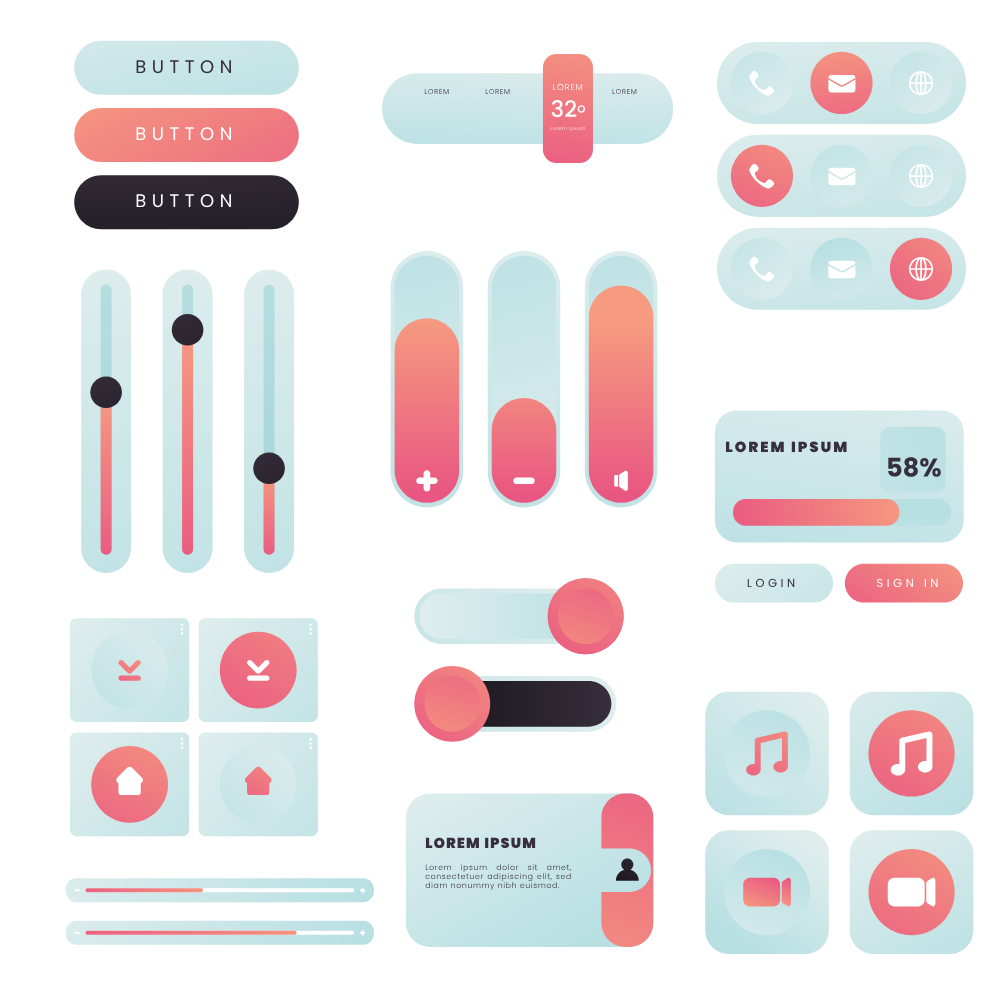 BUTTON
BUTTON
BUTTON
LOREM
LOREM
LOREM
32º
Lorem ipsum
LOREM
LOREM IPSUM
58%
LOGIN
SIGN IN
LOREM IPSUM
Lorem ipsum dolor sit amet,
consectetuer adipiscing elit, sed
diam nonummy nibh euismod.